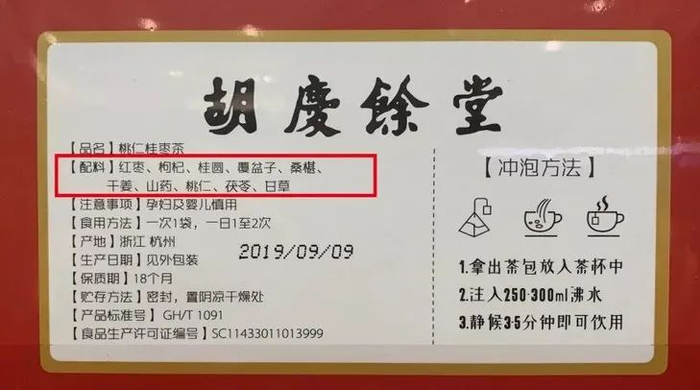 胡慶餘堂
【品名】桃仁桂枣茶
【配料】红枣、枸杞、桂圆、覆盆子、桑椹、
干姜、山药、桃仁、茯苓、甘草
【注意事项】孕妇及婴儿慎用
【食用方法】一次1袋，一日1至2次
【产地】浙江 杭州
【生产日期】见外包装
2019/09/09
【保质期】18个月
【贮存方法】密封，置阴凉干燥处
【产品标准号】GH/T 1091
【食品生产许可证编号】SC11433011013999
【冲泡方法】
1.拿出茶包放入茶杯中
2.注入250-300ml沸水
3.静候3-5分钟即可饮用